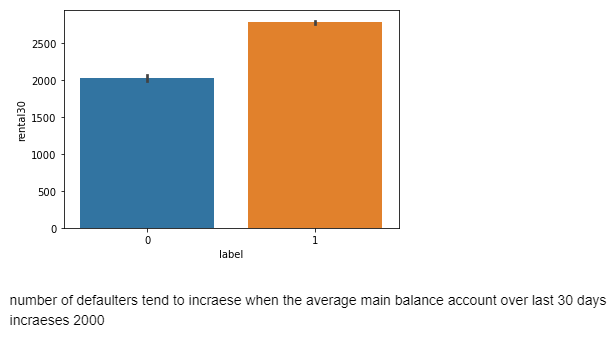 2500
2000
1500
1000
500
0
rental30
0 1
label
number of defaulters tend to incraese when the average main balance account over last 30 days
incraeses 2000